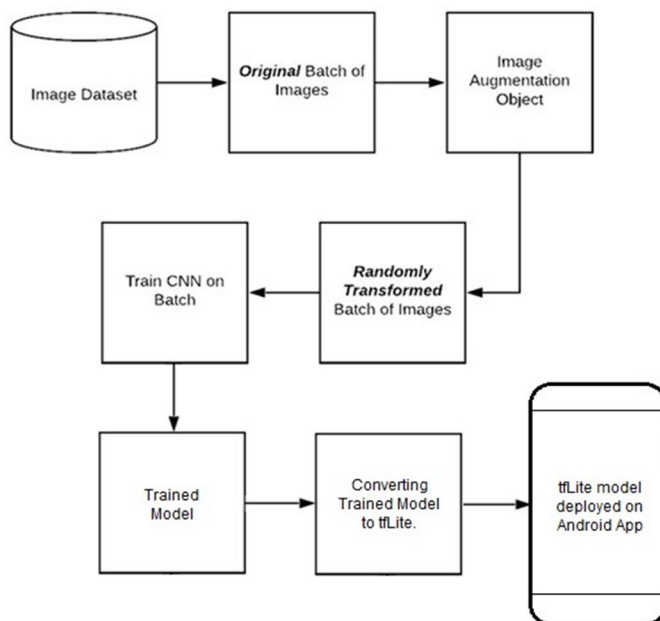 Image Dataset
Original Batch of
Images
Image
Augmentation
Object
Randomly
Transformed
Batch of Images
Train CNN on
Batch
Trained
Model
Converting
Trained Model
to tfLite.
tfLite model
deployed on
Android App